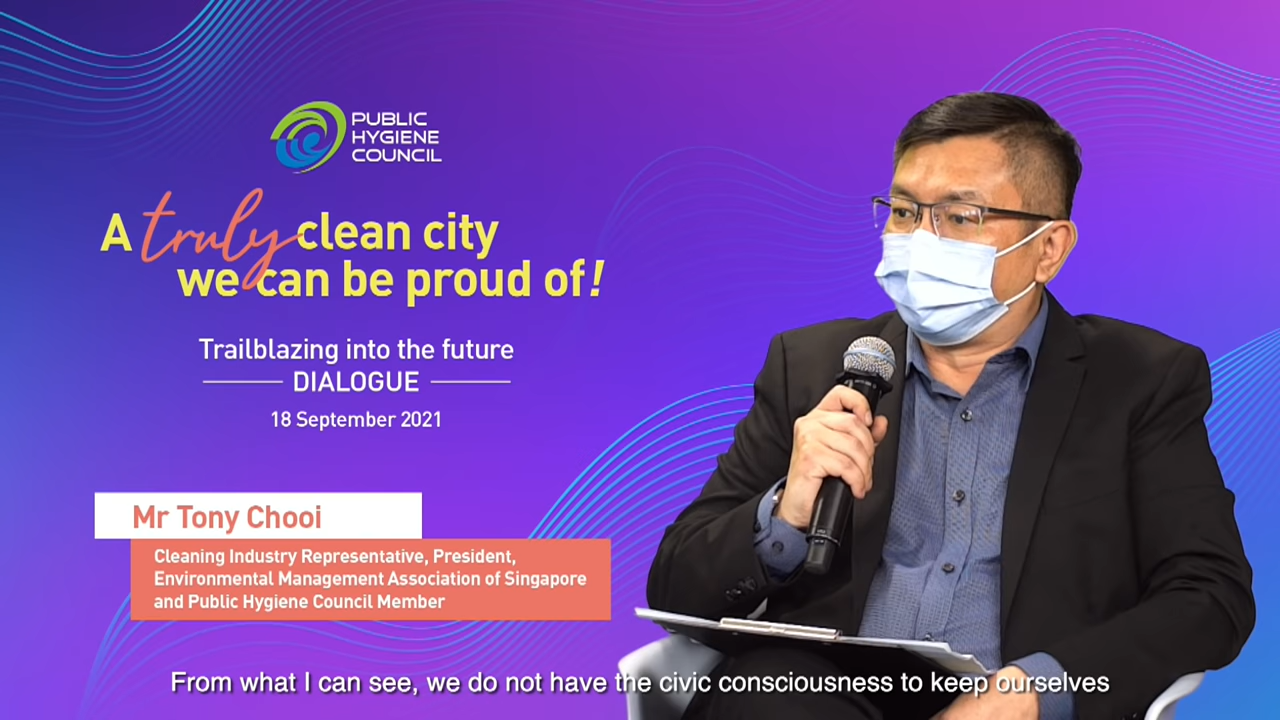 PUBLIC
HYGIENE
COUNCIL
A truly clean city
we can be proud of!
Trailblazing into the future
DIALOGUE
18 September 2021
Mr Tony Chooi
Cleaning Industry Representative, President,
Environmental Management Association of Singapore
and Public Hygiene Council Member
From what I can see, we do not have the civic consciousness to keep ourselves